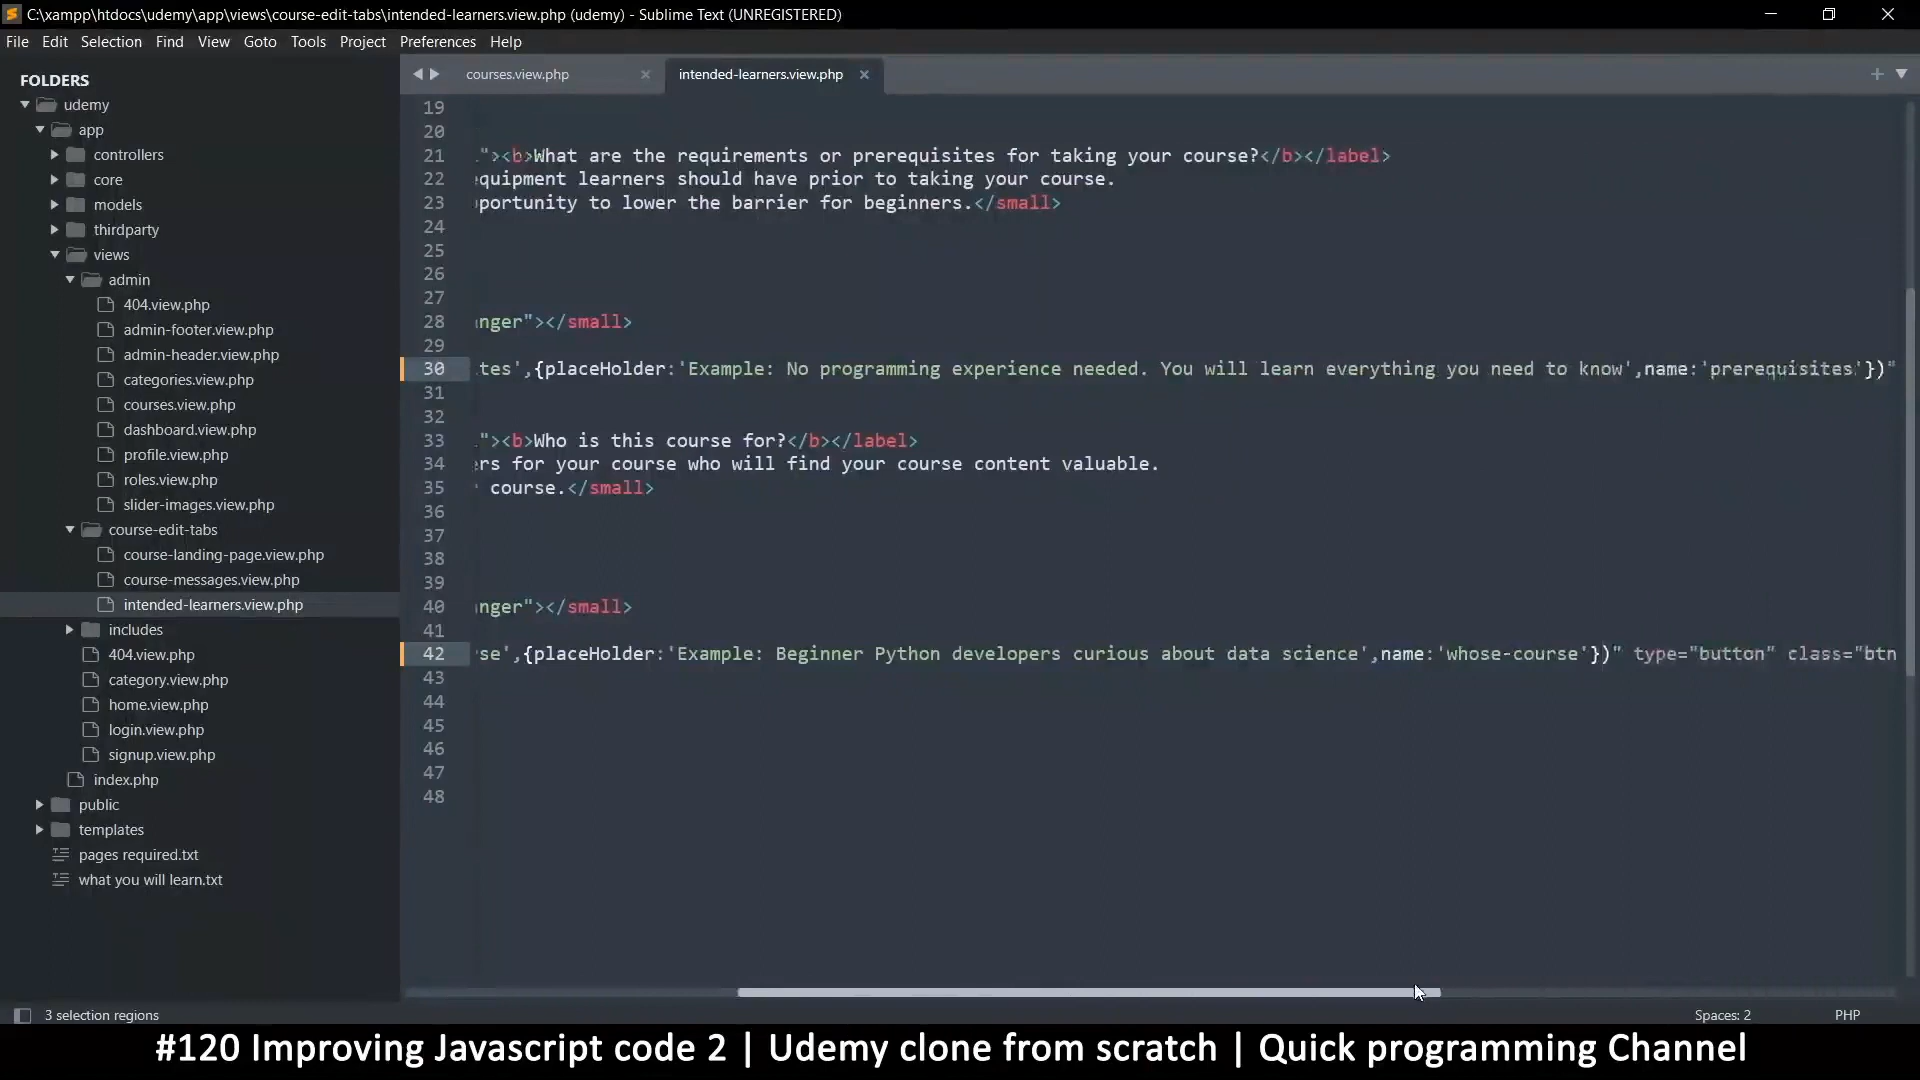 C:\xampp\htdocs\udemy\app\views\course-edit-tabs\intended-learners.view.php (udemy) - Sublime Text (UNREGISTERED)
File Edit Selection Find View Goto Tools Project Preferences Help
FOLDERS
udemy
app
controllers
core
models
thirdparty
views
admin
404.view.php
admin-footer.view.php
admin-header.view.php
categories.view.php
courses.view.php
dashboard.view.php
profile.view.php
roles.view.php
slider-images.view.php
course-edit-tabs
course-landing-page.view.php
course-messages.view.php
intended-learners.view.php
includes
404.view.php
category.view.php
home.view.php
login.view.php
signup.view.php
index.php
public
templates
pages required.txt
what you will learn.txt
courses.view.php
intended-learners.view.php
19
20
21 "><b>What are the requirements or prerequisites for taking your course?</b></label>
22 quipment learners should have prior to taking your course.
23 portunity to lower the barrier for beginners.</small>
24
25
26
27
28 nger"></small>
29
30 tes',{placeHolder:'Example: No programming experience needed. You will learn everything you need to know',name:'prerequisites'})"
31
32
33 "><b>Who is this course for?</b></label>
34 rs for your course who will find your course content valuable.
35 course.</small>
36
37
38
39
40 nger"></small>
41
42 se',{placeHolder:'Example: Beginner Python developers curious about data science',name:'whose-course'})" type="button" class="btn
43
44
45
46
47
48
3 selection regions
Spaces: 2
PHP
#120 Improving Javascript code 2 | Udemy clone from scratch | Quick programming Channel